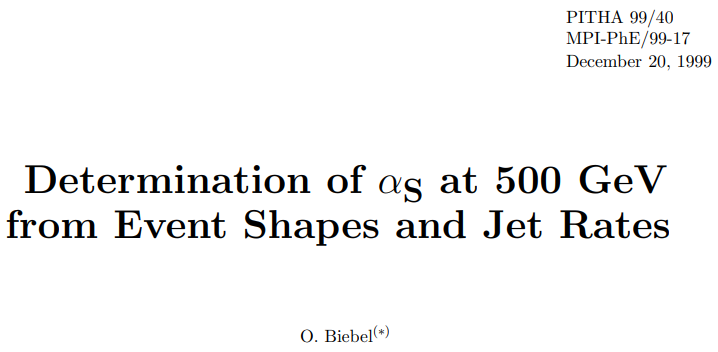 PITHA 99/40
MPI-PhE/99-17
December 20, 1999
Determination of αS at 500 GeV
from Event Shapes and Jet Rates
O. Biebel(*)